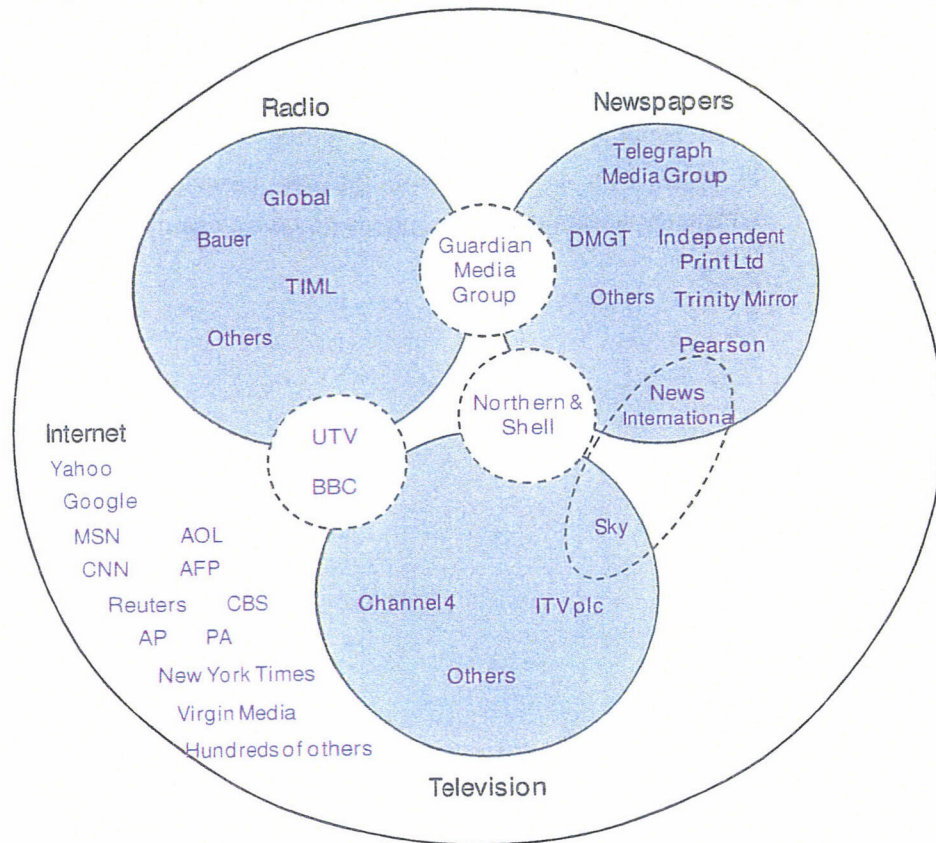 Radio
Global
Bauer
TIML
Others
Newspapers
Telegraph
Media Group
DMGT
Independent
Print Ltd
Others
Trinity Mirror
Pearson
News
International
Guardian
Media
Group
Northern &
Shell
UTV
BBC
Sky
Channel 4
ITV plc
Others
Television
Internet
Yahoo
Google
MSN
AOL
CNN
AFP
Reuters
CBS
AP
PA
New York Times
Virgin Media
Hundreds of others